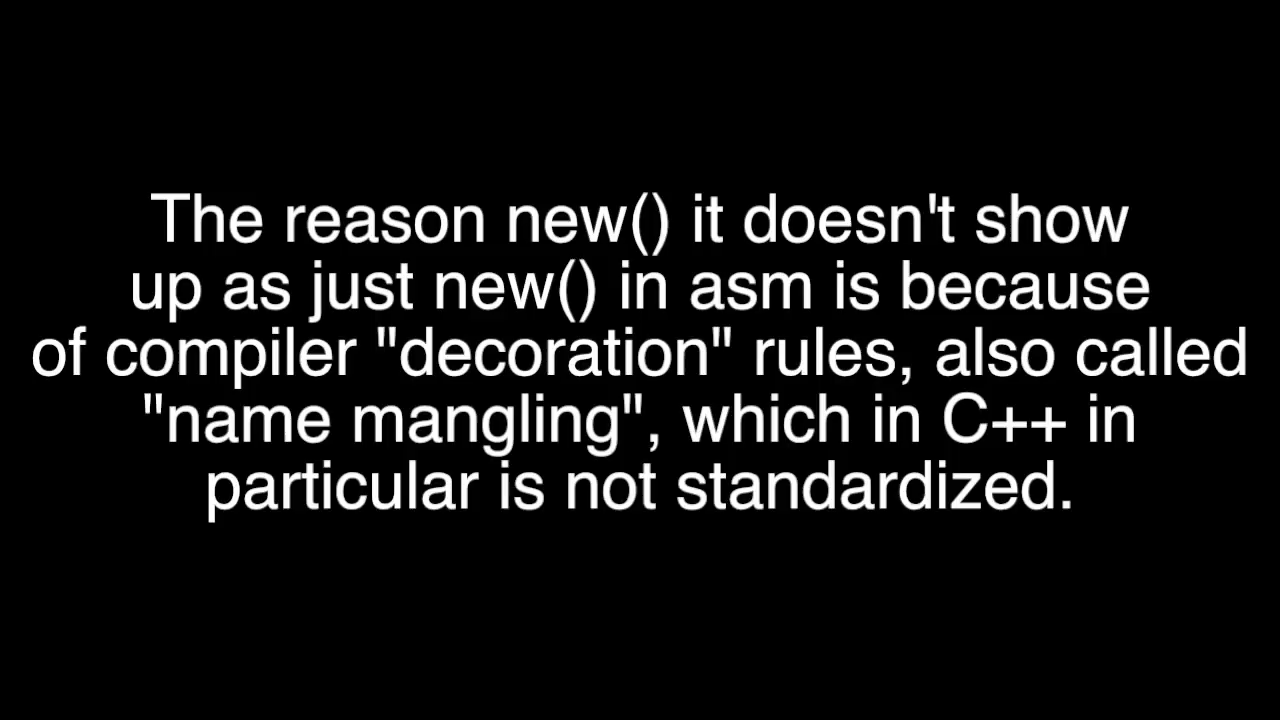 The reason new() it doesn't show
up as just new() in asm is because
of compiler "decoration" rules, also called
"name mangling", which in C++ in
particular is not standardized.